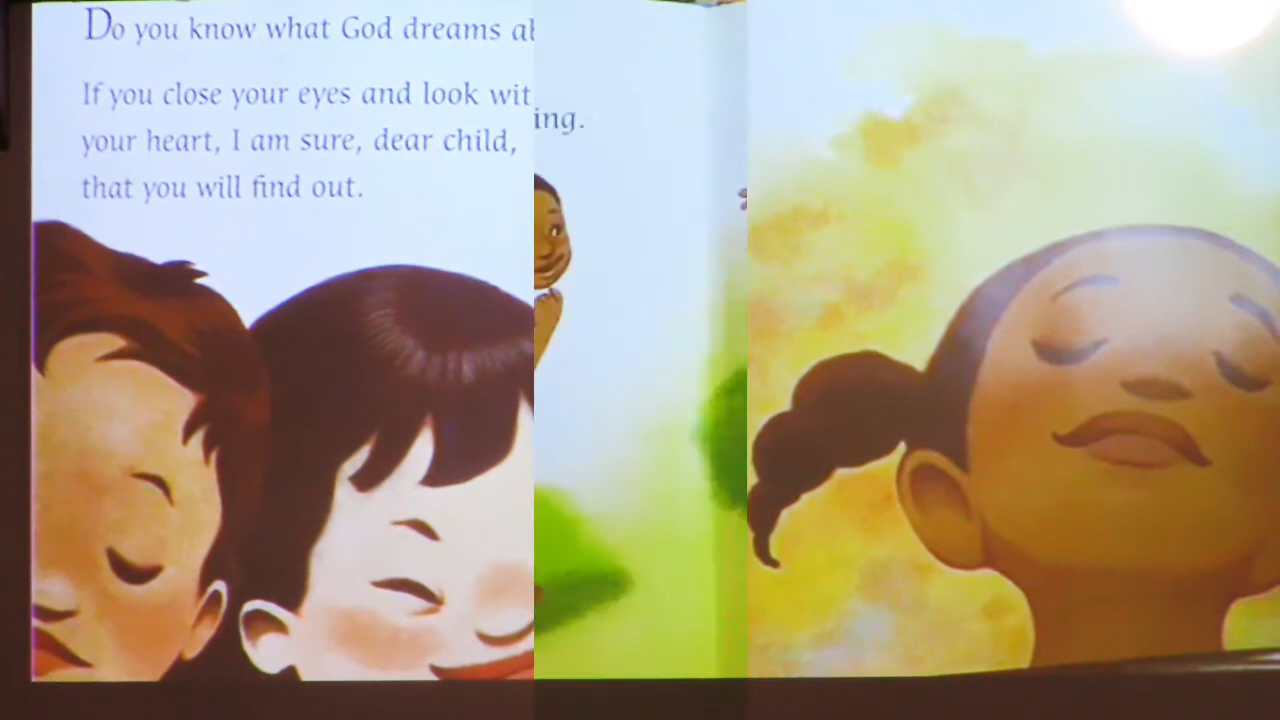 Do you know what God dreams
If you close your eyes and look
your heart, I am sure, dear child,
that you will find out.
ing.